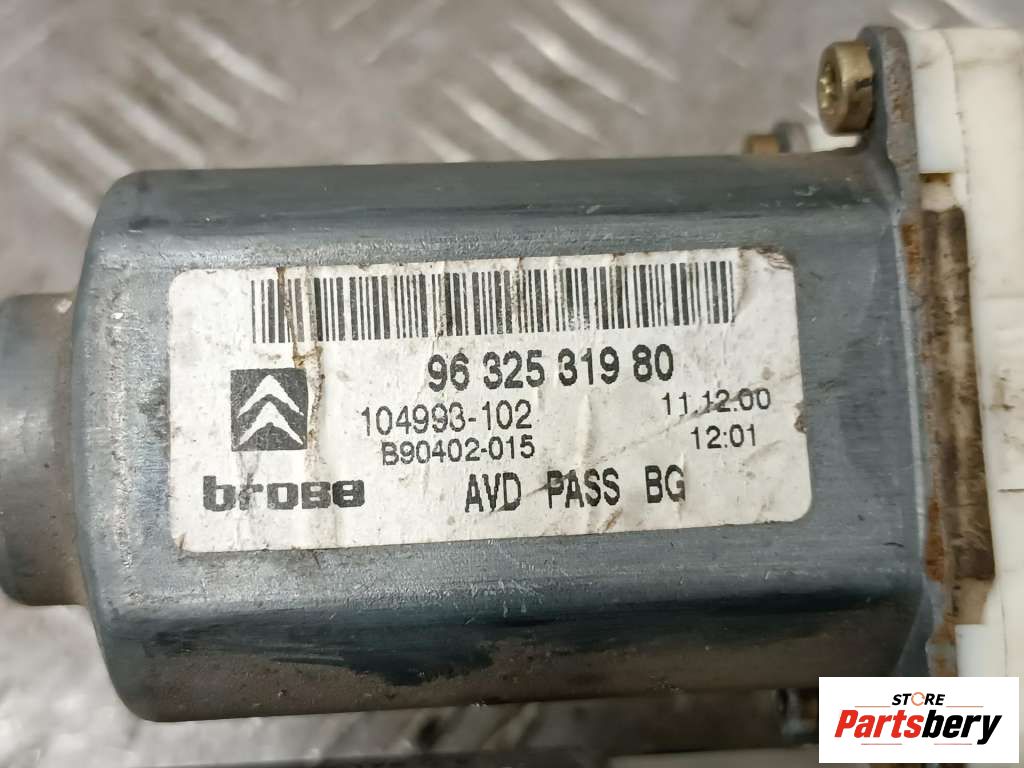 96 325 319 80
104993-102 11.12.00
B90402-015 12:01
brose AVD PASS BG
STORE
Partsbery